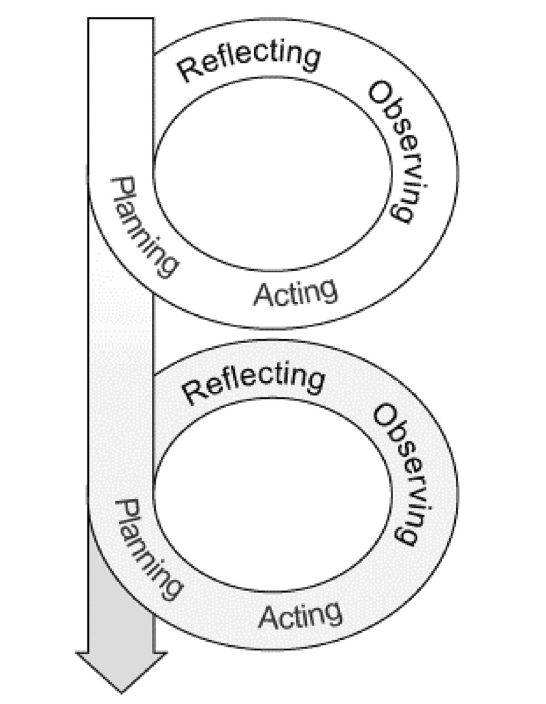 Reflecting
Observing
Planning
Acting
Reflecting
Observing
Planning
Acting